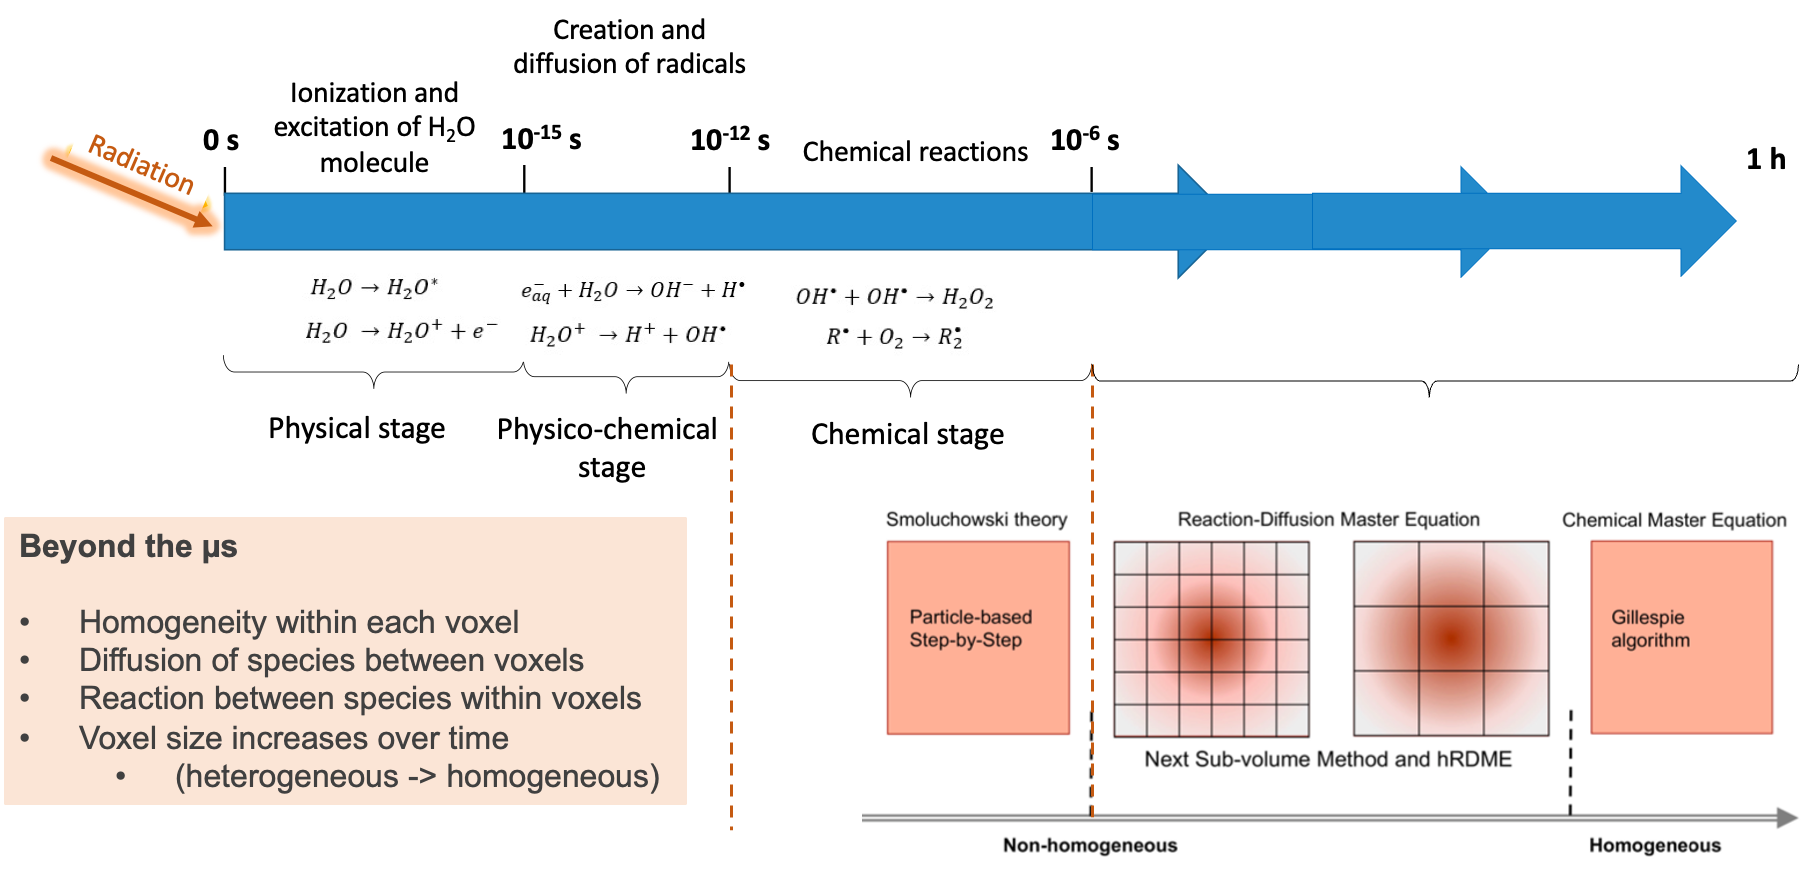 Creation and
diffusion of radicals
Ionization and
excitation of H₂O
molecule
Radiation
0 s
10⁻¹⁵ s
10⁻¹² s
Chemical reactions
10⁻⁶ s
1 h
H₂O → H₂O*
H₂O → H₂O⁺ + e⁻
e⁻ₐq + H₂O → OH⁻ + H•
H₂O⁺ → H⁺ + OH•
OH• + OH• → H₂O₂
R• + O₂ → R₂•
Physical stage
Physico-chemical
stage
Chemical stage
Beyond the µs
• Homogeneity within each voxel
• Diffusion of species between voxels
• Reaction between species within voxels
• Voxel size increases over time
• (heterogeneous -> homogeneous)
Smoluchowski theory
Particle-based
Step-by-Step
Reaction-Diffusion Master Equation
Next Sub-volume Method and hRDME
Chemical Master Equation
Gillespie
algorithm
Non-homogeneous
Homogeneous